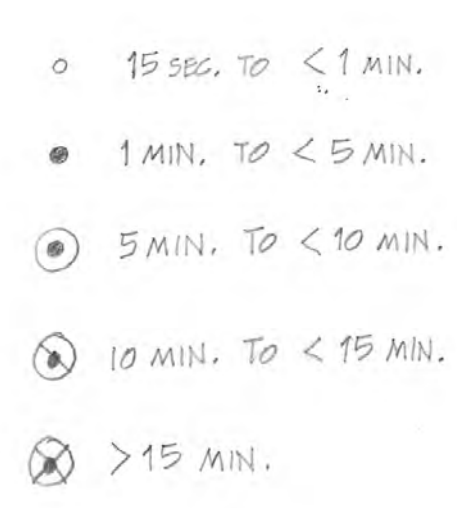 15 SEC. TO < 1 MIN.
1 MIN. TO < 5 MIN.
5 MIN. TO < 10 MIN.
10 MIN. TO < 15 MIN.
> 15 MIN.